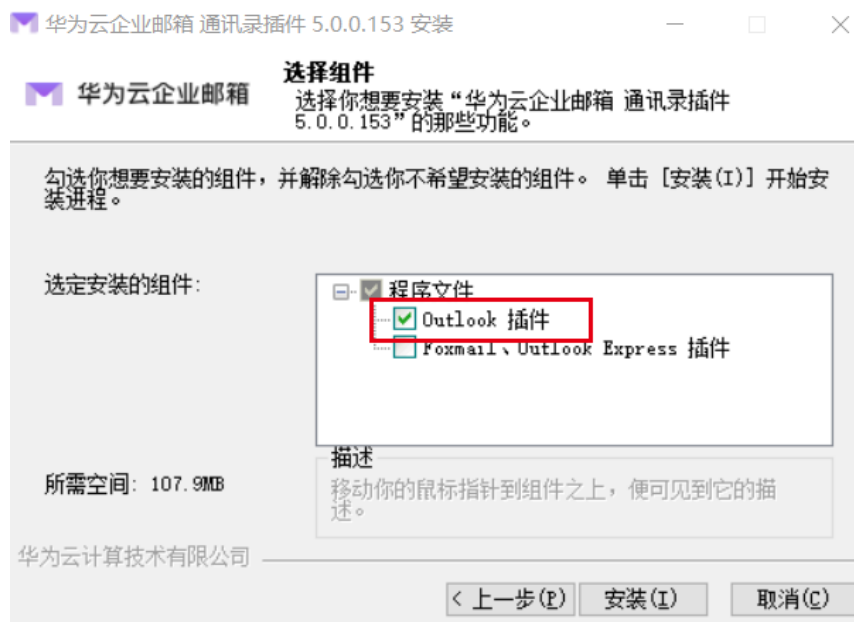 华为云企业邮箱 通讯录插件 5.0.0.153 安装
华为云企业邮箱
选择组件
选择你想要安装“华为云企业邮箱 通讯录插件
5.0.0.153”的那些功能。
勾选你想要安装的组件，并解除勾选你不希望安装的组件。 单击 [安装(I)] 开始安
装进程。
选定安装的组件:
程序文件
Outlook 插件
Foxmail、Outlook Express 插件
所需空间: 107.9MB
描述
移动你的鼠标指针到组件之上，便可见到它的描
述。
华为云计算技术有限公司
< 上一步(P)
安装(I)
取消(C)